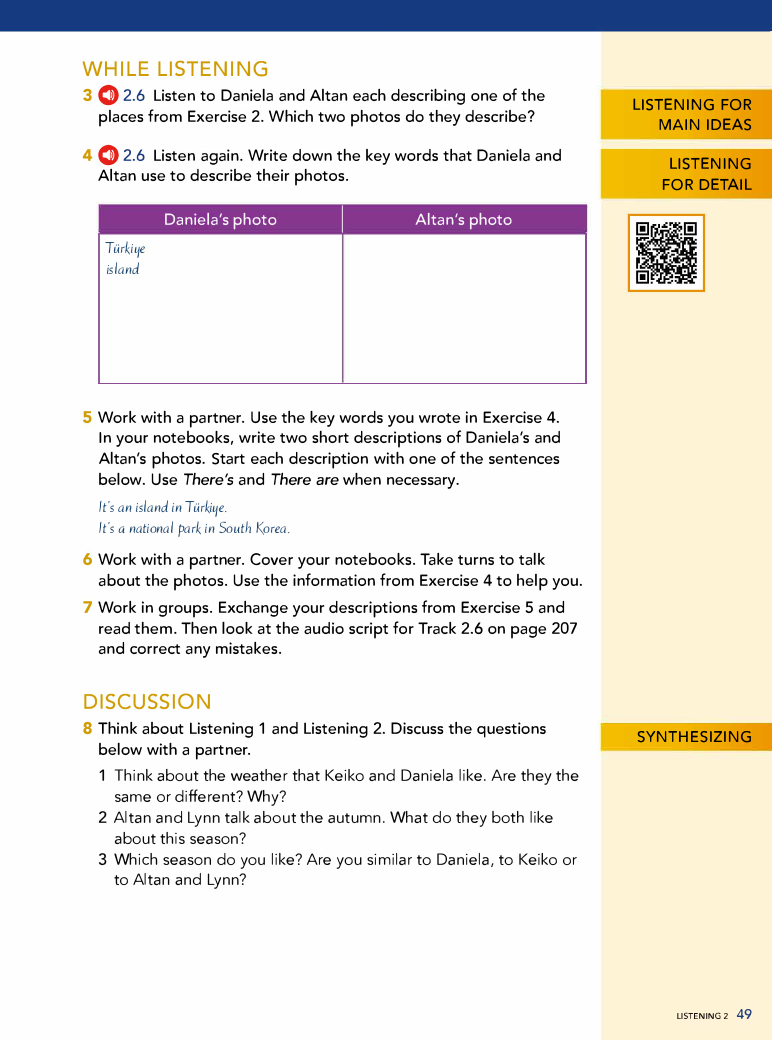 WHILE LISTENING
3 2.6 Listen to Daniela and Altan each describing one of the
places from Exercise 2. Which two photos do they describe?
LISTENING FOR
MAIN IDEAS
4 2.6 Listen again. Write down the key words that Daniela and
Altan use to describe their photos.
LISTENING
FOR DETAIL
Daniela's photo
Altan's photo
Türkiye
island
5 Work with a partner. Use the key words you wrote in Exercise 4.
In your notebooks, write two short descriptions of Daniela's and
Altan's photos. Start each description with one of the sentences
below. Use There's and There are when necessary.
It's an island in Türkiye.
It's a national park in South Korea.
6 Work with a partner. Cover your notebooks. Take turns to talk
about the photos. Use the information from Exercise 4 to help you.
7 Work in groups. Exchange your descriptions from Exercise 5 and
read them. Then look at the audio script for Track 2.6 on page 207
and correct any mistakes.
DISCUSSION
8 Think about Listening 1 and Listening 2. Discuss the questions
below with a partner.
SYNTHESIZING
1 Think about the weather that Keiko and Daniela like. Are they the
same or different? Why?
2 Altan and Lynn talk about the autumn. What do they both like
about this season?
3 Which season do you like? Are you similar to Daniela, to Keiko or
to Altan and Lynn?
LISTENING 2 49